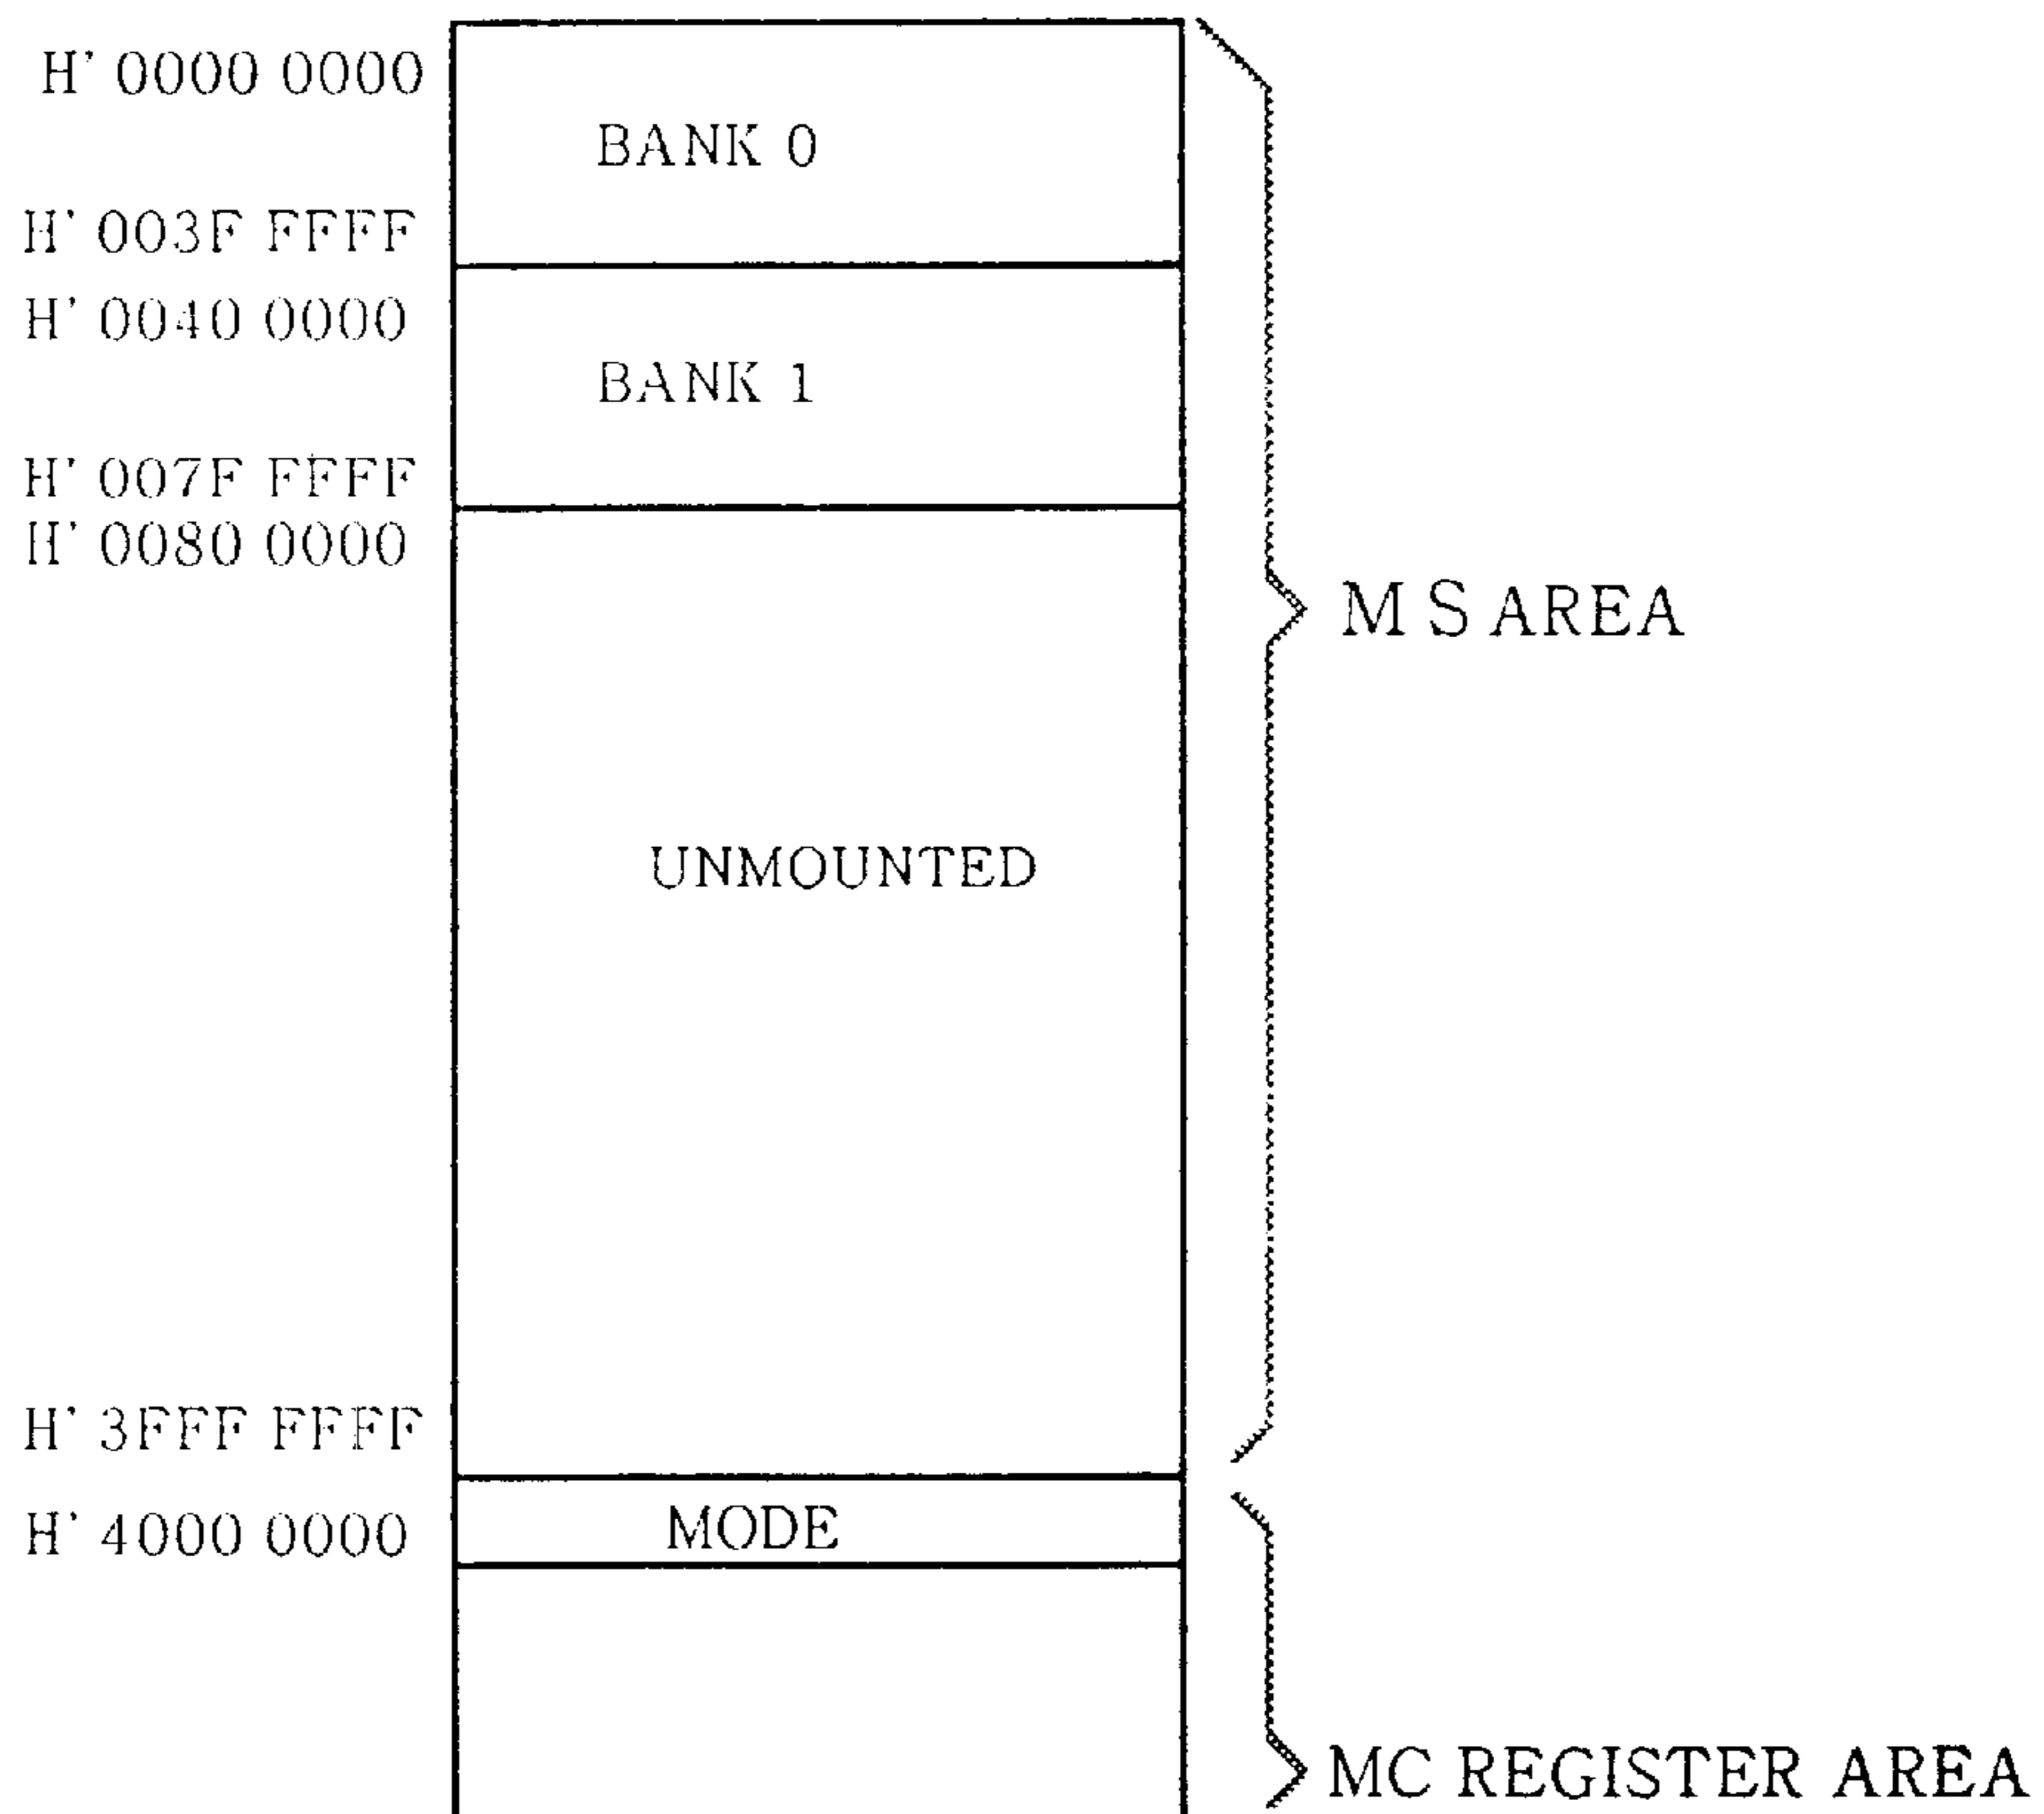 H' 0000 0000
BANK 0
H' 003F FFFF
H' 0040 0000
BANK 1
H' 007F FFFF
H' 0080 0000
M S AREA
UNMOUNTED
H' 3FFF FFFF
H' 4000 0000
MODE
MC REGISTER AREA